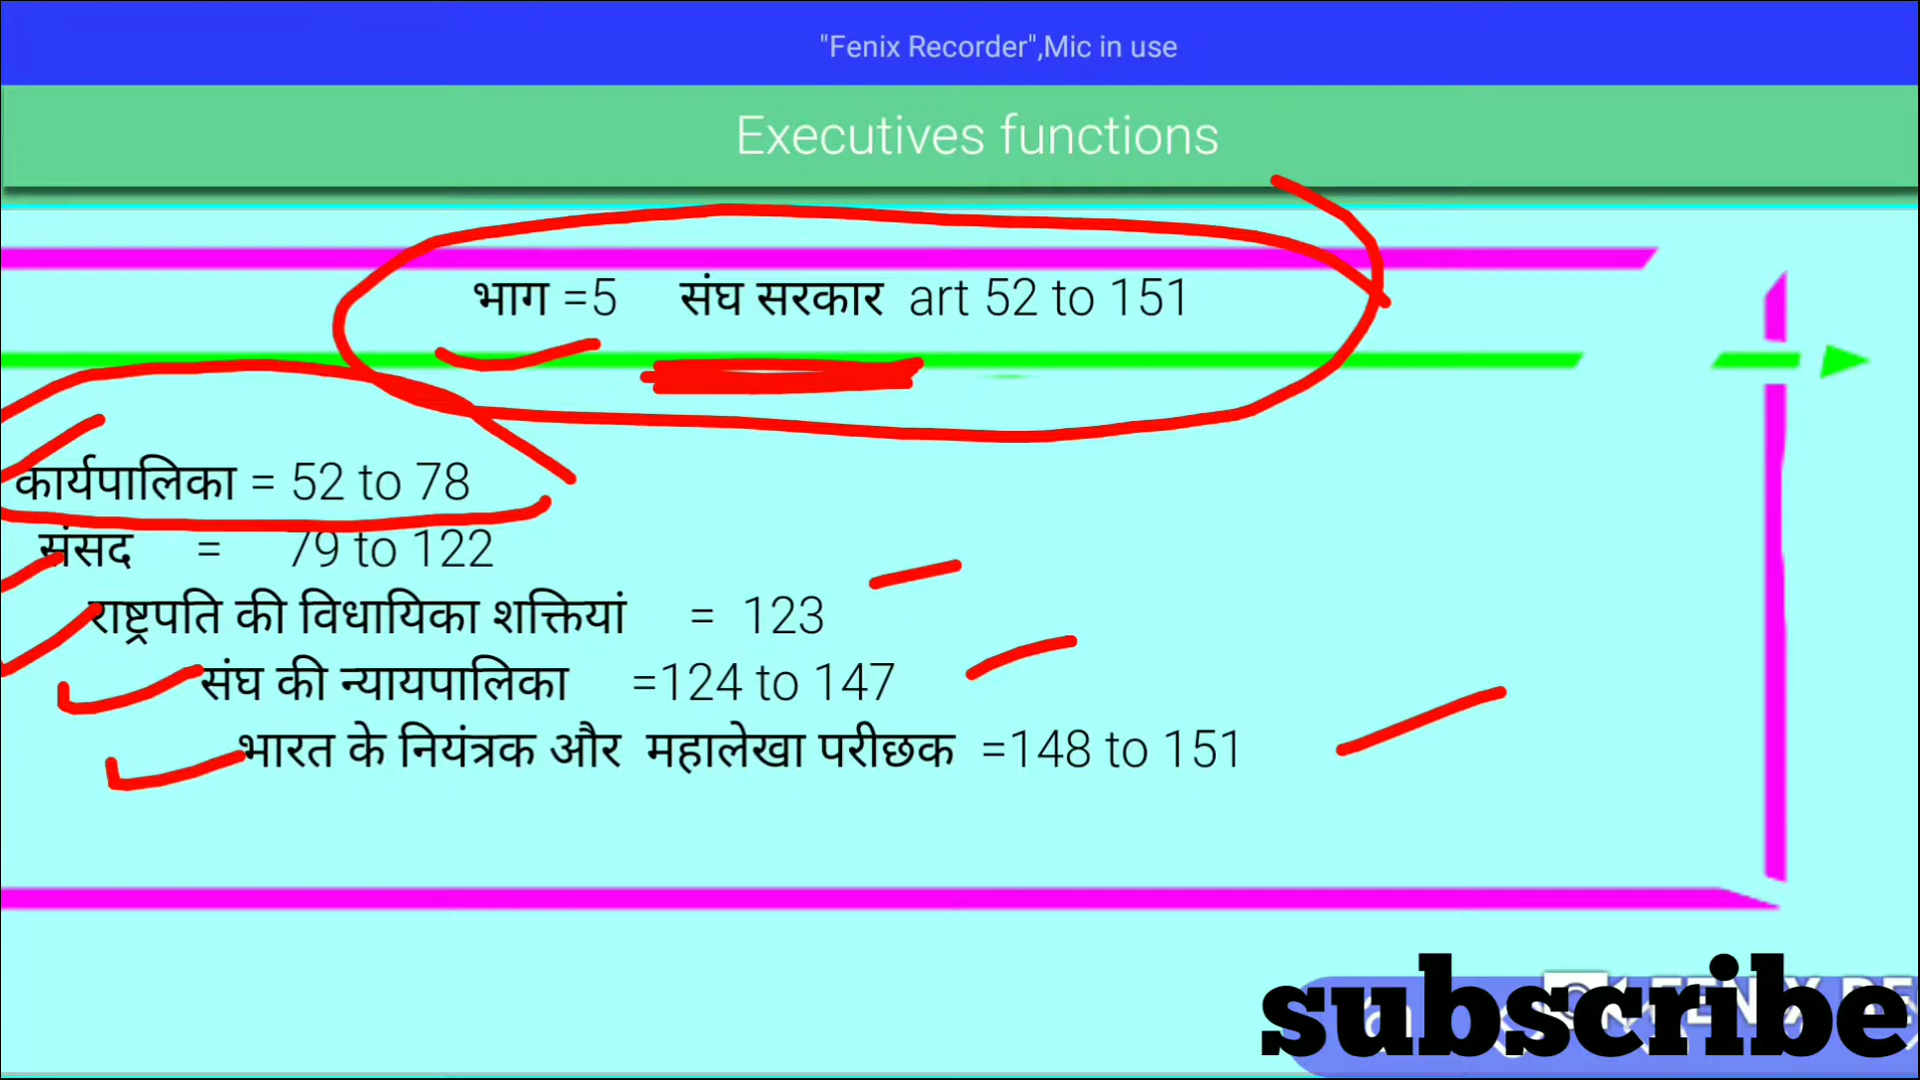 "Fenix Recorder",Mic in use
Executives functions
भाग =5 संघ सरकार art 52 to 151
कार्यपालिका = 52 to 78
संसद = 79 to 122
राष्ट्रपति की विधायिका शक्तियां = 123
संघ की न्यायपालिका =124 to 147
भारत के नियंत्रक और महालेखा परीछक =148 to 151
subscribe